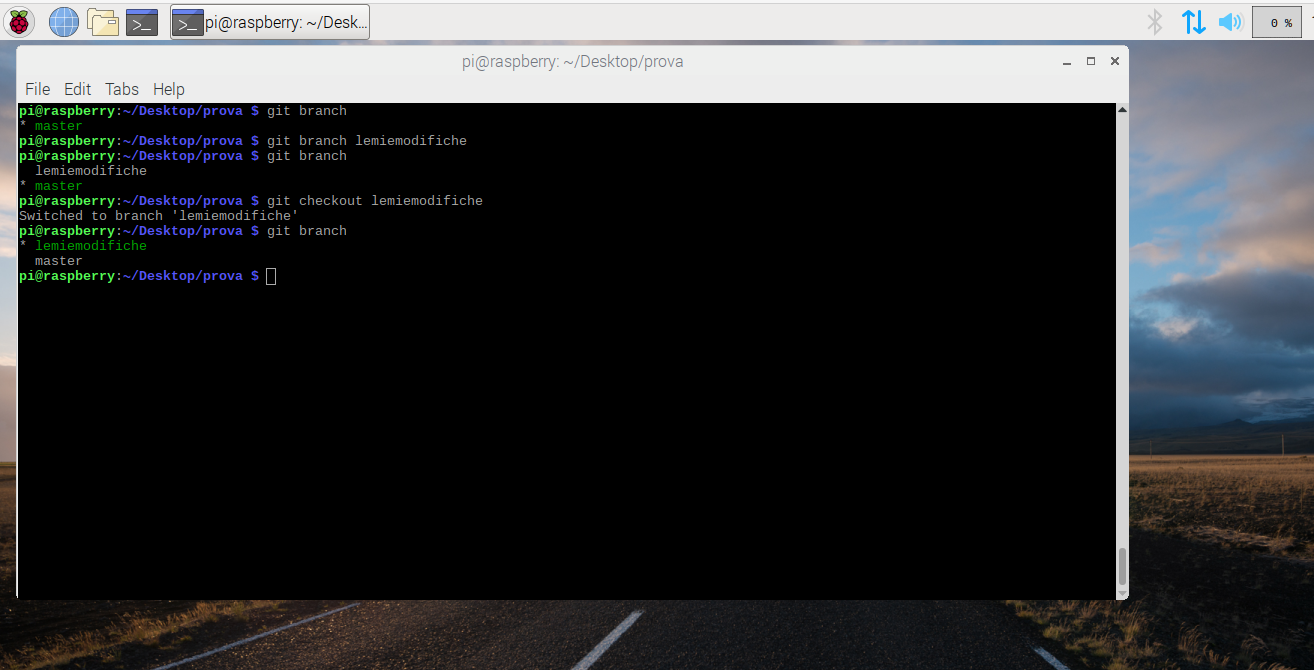 pi@raspberry: ~/Desk...
0 %
pi@raspberry: ~/Desktop/prova
File Edit Tabs Help
pi@raspberry:~/Desktop/prova $ git branch
* master
pi@raspberry:~/Desktop/prova $ git branch lemiemodifiche
pi@raspberry:~/Desktop/prova $ git branch
  lemiemodifiche
* master
pi@raspberry:~/Desktop/prova $ git checkout lemiemodifiche
Switched to branch 'lemiemodifiche'
pi@raspberry:~/Desktop/prova $ git branch
* lemiemodifiche
  master
pi@raspberry:~/Desktop/prova $